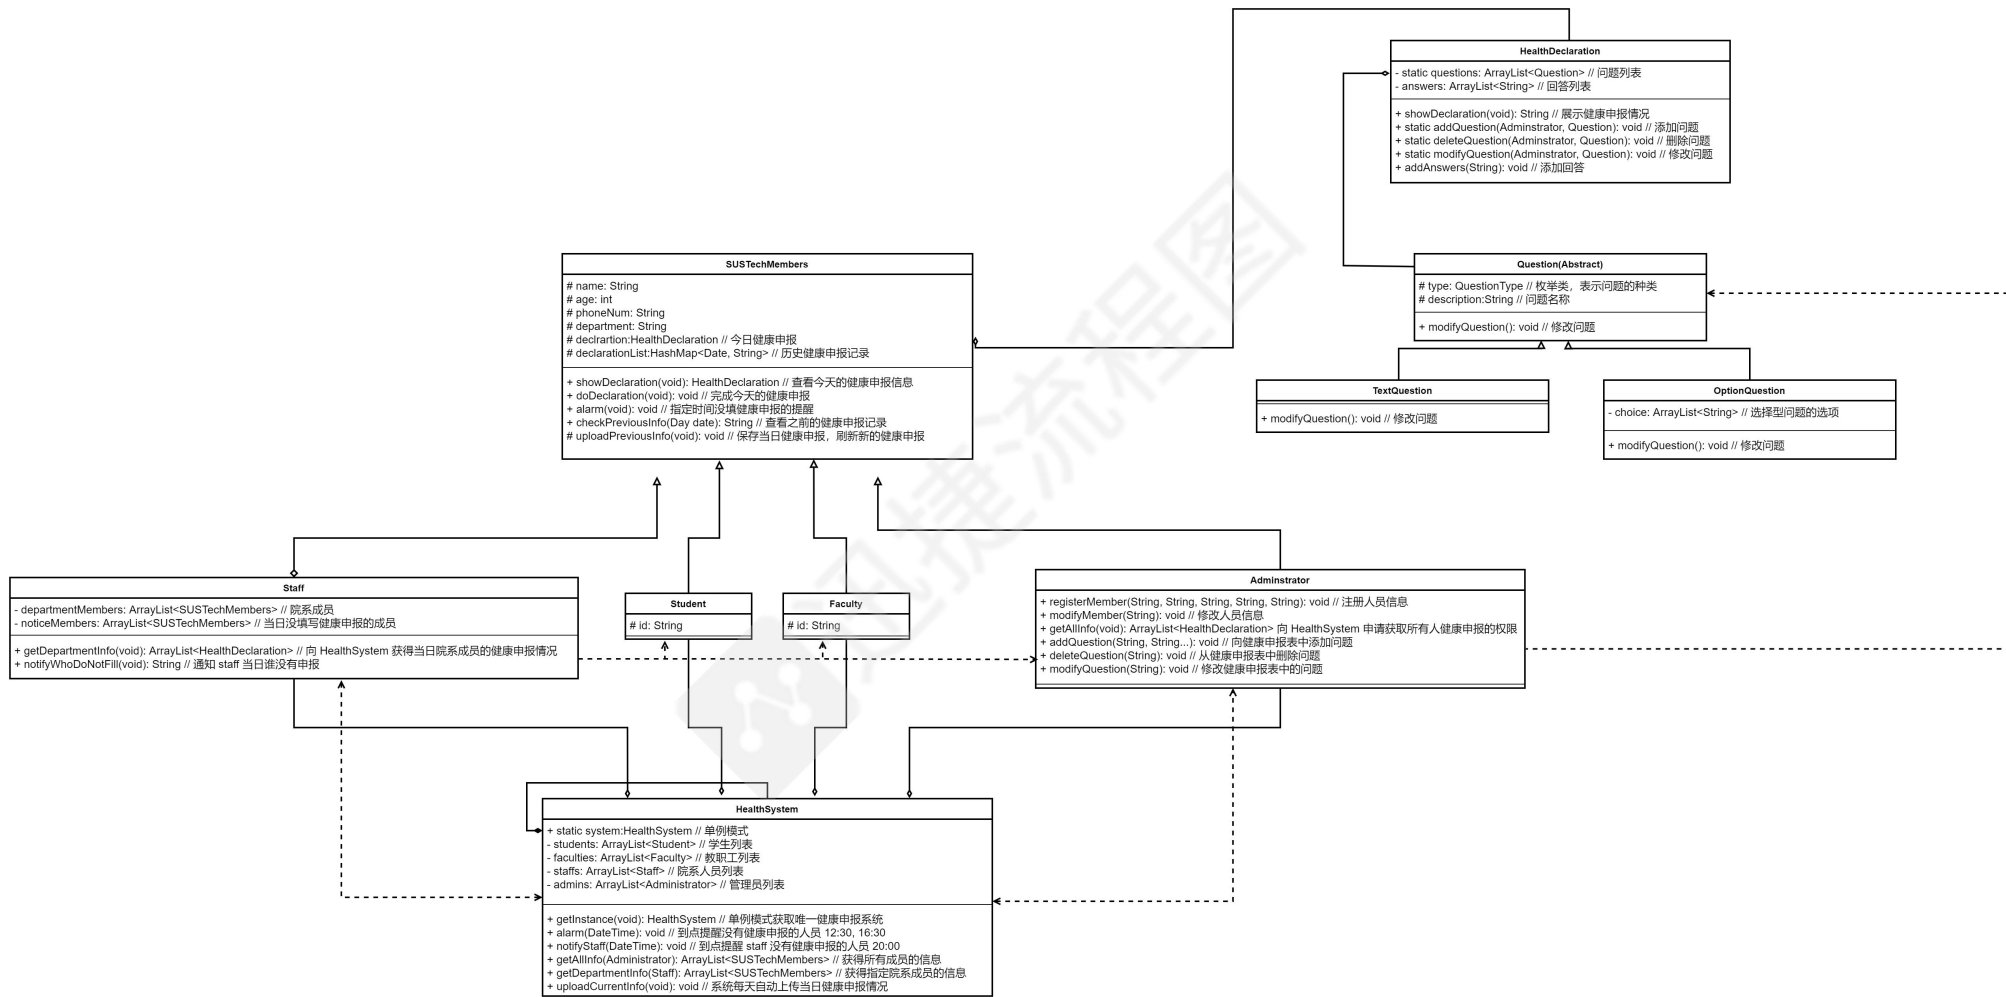 HealthDeclaration
- static questions: ArrayList<Question> // 问题列表
- answers: ArrayList<String> // 回答列表
+ showDeclaration(void): String // 展示健康申报情况
+ static addQuestion(Adminstrator, Question): void // 添加问题
+ static deleteQuestion(Adminstrator, Question): void // 删除问题
+ static modifyQuestion(Adminstrator, Question): void // 修改问题
+ addAnswers(String): void // 添加回答
SUSTechMembers
# name: String
# age: int
# phoneNum: String
# department: String
# declrartion:HealthDeclaration // 今日健康申报
# declarationList:HashMap<Date, String> // 历史健康申报记录
+ showDeclaration(void): HealthDeclaration // 查看今天的健康申报信息
+ doDeclaration(void): void // 完成今天的健康申报
+ alarm(void): void // 指定时间没填健康申报的提醒
+ checkPreviousInfo(Day date): String // 查看之前的健康申报记录
# uploadPreviousInfo(void): void // 保存当日健康申报，刷新新的健康申报
Question(Abstract)
# type: QuestionType // 枚举类，表示问题的种类
# description:String // 问题名称
+ modifyQuestion(): void // 修改问题
TextQuestion
+ modifyQuestion(): void // 修改问题
OptionQuestion
- choice: ArrayList<String> // 选择型问题的选项
+ modifyQuestion(): void // 修改问题
Staff
- departmentMembers: ArrayList<SUSTechMembers> // 院系成员
- noticeMembers: ArrayList<SUSTechMembers> // 当日没填写健康申报的成员
+ getDepartmentInfo(void): ArrayList<HealthDeclaration> // 向 HealthSystem 获得当日院系成员的健康申报情况
+ notifyWhoDoNotFill(void): String // 通知 staff 当日谁没有申报
Student
# id: String
Faculty
# id: String
Adminstrator
+ registerMember(String, String, String, String, String): void // 注册人员信息
+ modifyMember(String): void // 修改人员信息
+ getAllInfo(void): ArrayList<HealthDeclaration> 向 HealthSystem 申请获取所有人健康申报的权限
+ addQuestion(String, String...): void // 向健康申报表中添加问题
+ deleteQuestion(String): void // 从健康申报表中删除问题
+ modifyQuestion(String): void // 修改健康申报表中的问题
HealthSystem
+ static system:HealthSystem // 单例模式
- students: ArrayList<Student> // 学生列表
- faculties: ArrayList<Faculty> // 教职工列表
- staffs: ArrayList<Staff> // 院系人员列表
- admins: ArrayList<Administrator> // 管理员列表
+ getInstance(void): HealthSystem // 单例模式获取唯一健康申报系统
+ alarm(DateTime): void // 到点提醒没有健康申报的人员 12:30, 16:30
+ notifyStaff(DateTime): void // 到点提醒 staff 没有健康申报的人员 20:00
+ getAllInfo(Administrator): ArrayList<SUSTechMembers> // 获得所有成员的信息
+ getDepartmentInfo(Staff): ArrayList<SUSTechMembers> // 获得指定院系成员的信息
+ uploadCurrentInfo(void): void // 系统每天自动上传当日健康申报情况
迅捷流程图